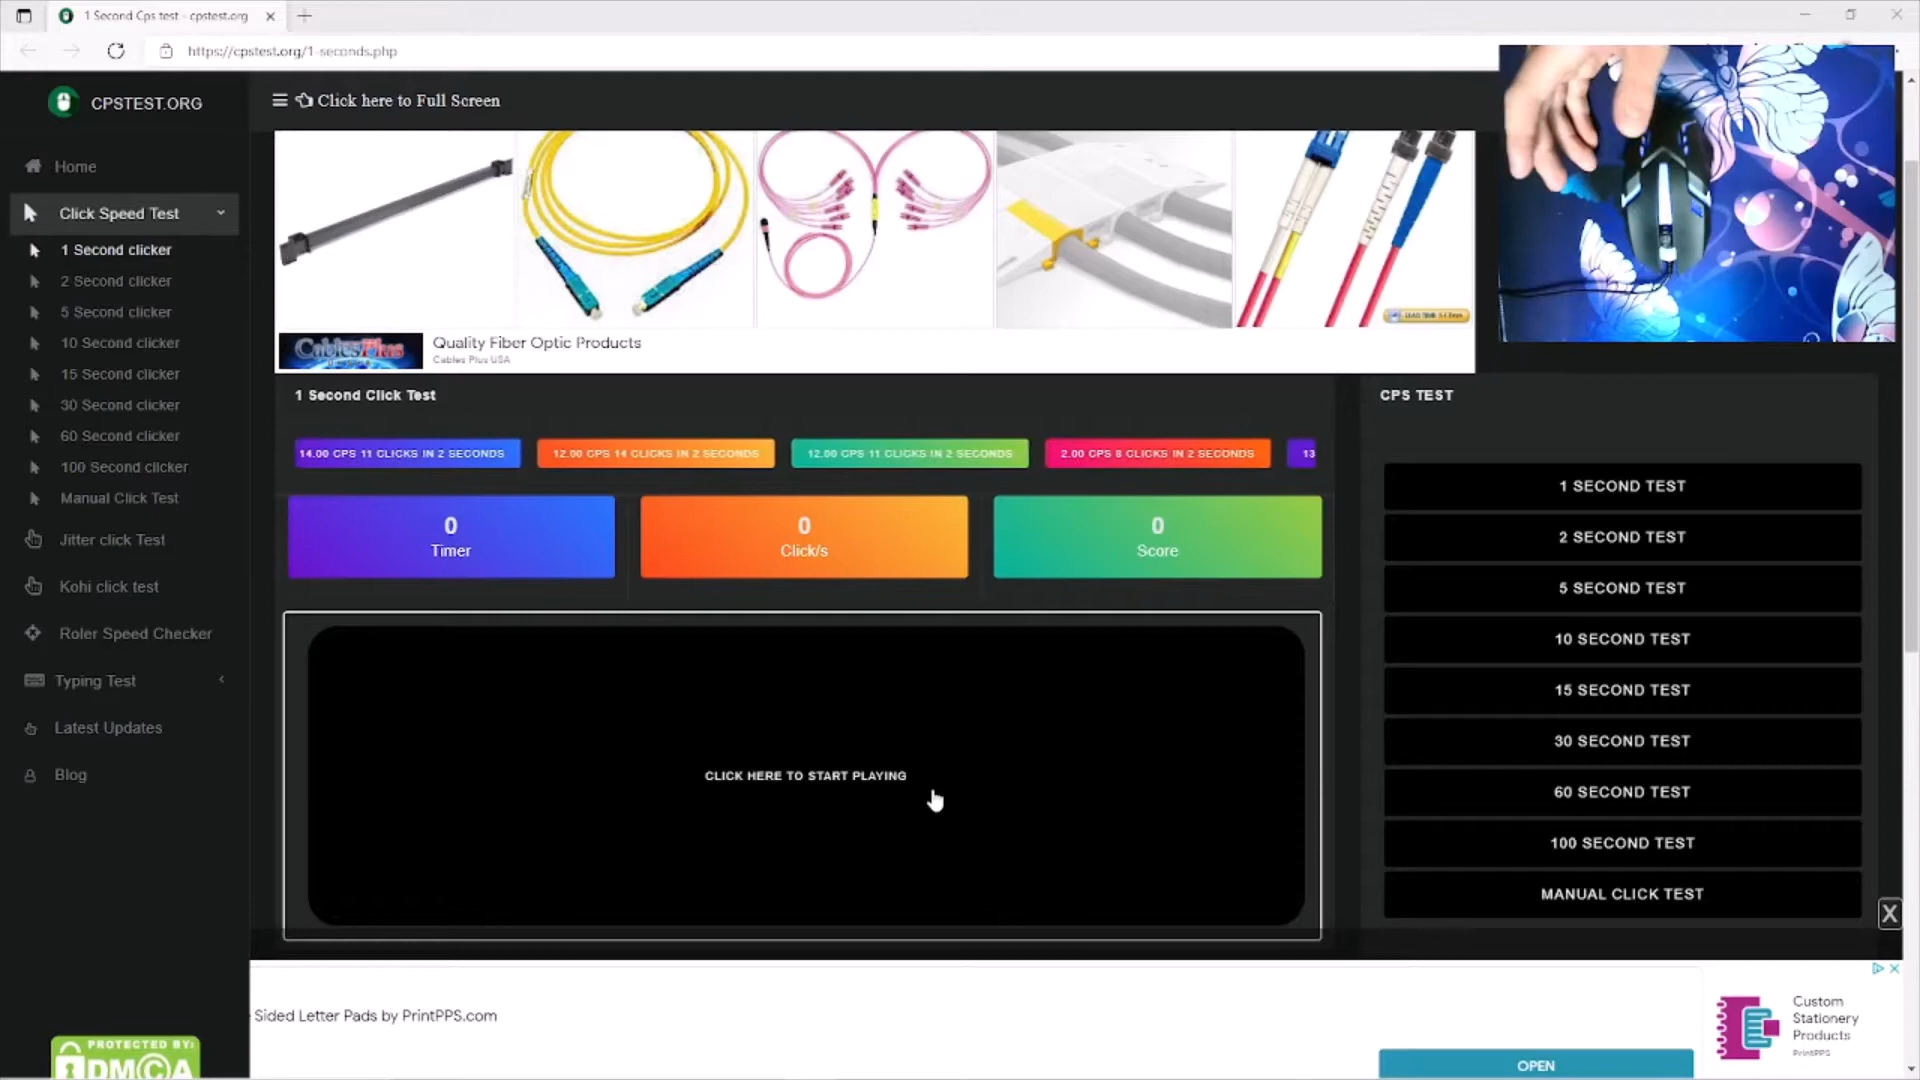 1 Second Cps test - cpstest.org
https://cpstest.org/1-seconds.php
CPSTEST.ORG
Click here to Full Screen
Home
Click Speed Test
1 Second clicker
2 Second clicker
5 Second clicker
10 Second clicker
15 Second clicker
30 Second clicker
60 Second clicker
100 Second clicker
Manual Click Test
Jitter click Test
Kohi click test
Roler Speed Checker
Typing Test
Latest Updates
Blog
PROTECTED BY:
DMCA
CablesPlus
Quality Fiber Optic Products
Cables Plus USA
1 Second Click Test
14.00 CPS 11 CLICKS IN 2 SECONDS
12.00 CPS 14 CLICKS IN 2 SECONDS
12.00 CPS 11 CLICKS IN 2 SECONDS
2.00 CPS 8 CLICKS IN 2 SECONDS
13
0
Timer
0
Click/s
0
Score
CLICK HERE TO START PLAYING
CPS TEST
1 SECOND TEST
2 SECOND TEST
5 SECOND TEST
10 SECOND TEST
15 SECOND TEST
30 SECOND TEST
60 SECOND TEST
100 SECOND TEST
MANUAL CLICK TEST
X
Sided Letter Pads by PrintPPS.com
Custom
Stationery
Products
PrintPPS
OPEN